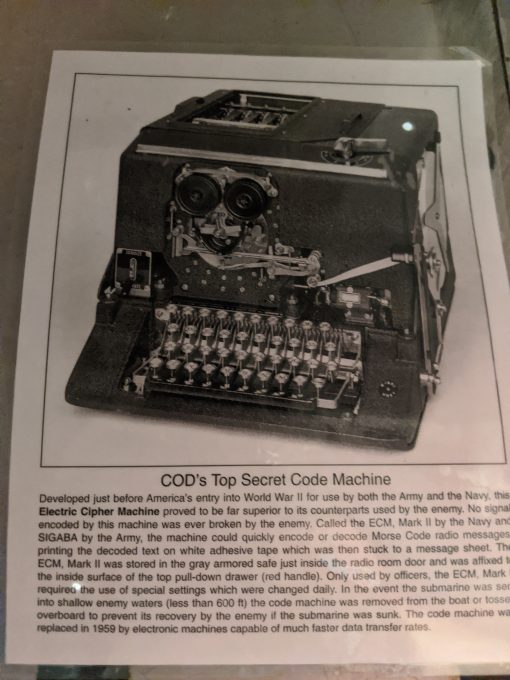 COD's Top Secret Code Machine
Developed just before America's entry into World War II for use by both the Army and the Navy, this
Electric Cipher Machine proved to be far superior to its counterparts used by the enemy. No signal
encoded by this machine was ever broken by the enemy. Called the ECM, Mark II by the Navy and
SIGABA by the Army, the machine could quickly encode or decode Morse Code radio messages
printing the decoded text on white adhesive tape which was then stuck to a message sheet. The
ECM, Mark II was stored in the gray armored safe just inside the radio room door and was affixed to
the inside surface of the top pull-down drawer (red handle). Only used by officers, the ECM, Mark
required the use of special settings which were changed daily. In the event the submarine was sent
into shallow enemy waters (less than 600 ft) the code machine was removed from the boat or tossed
overboard to prevent its recovery by the enemy if the submarine was sunk. The code machine was
replaced in 1959 by electronic machines capable of much faster data transfer rates.